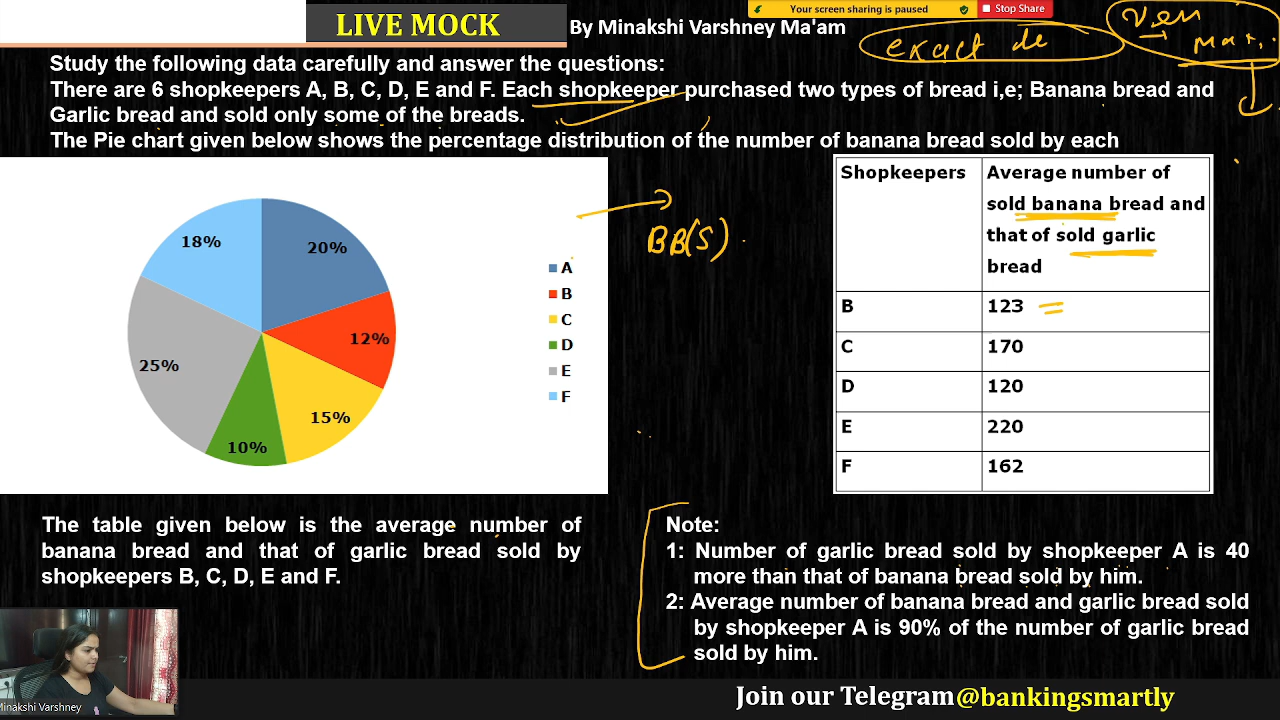 LIVE MOCK
By Minakshi Varshney Ma'am
Your screen sharing is paused
Stop Share
exact de
Study the following data carefully and answer the questions:
There are 6 shopkeepers A, B, C, D, E and F. Each shopkeeper purchased two types of bread i,e; Banana bread and
Garlic bread and sold only some of the breads.
The Pie chart given below shows the percentage distribution of the number of banana bread sold by each
18%
20%
12%
15%
10%
25%
A
B
C
D
E
F
BB(S)
Shopkeepers
Average number of
sold banana bread and
that of sold garlic
bread
B 123
C 170
D 120
E 220
F 162
The table given below is the average number of
banana bread and that of garlic bread sold by
shopkeepers B, C, D, E and F.
Note:
1: Number of garlic bread sold by shopkeeper A is 40
more than that of banana bread sold by him.
2: Average number of banana bread and garlic bread sold
by shopkeeper A is 90% of the number of garlic bread
sold by him.
Minakshi Varshney
Join our Telegram@bankingsmartly